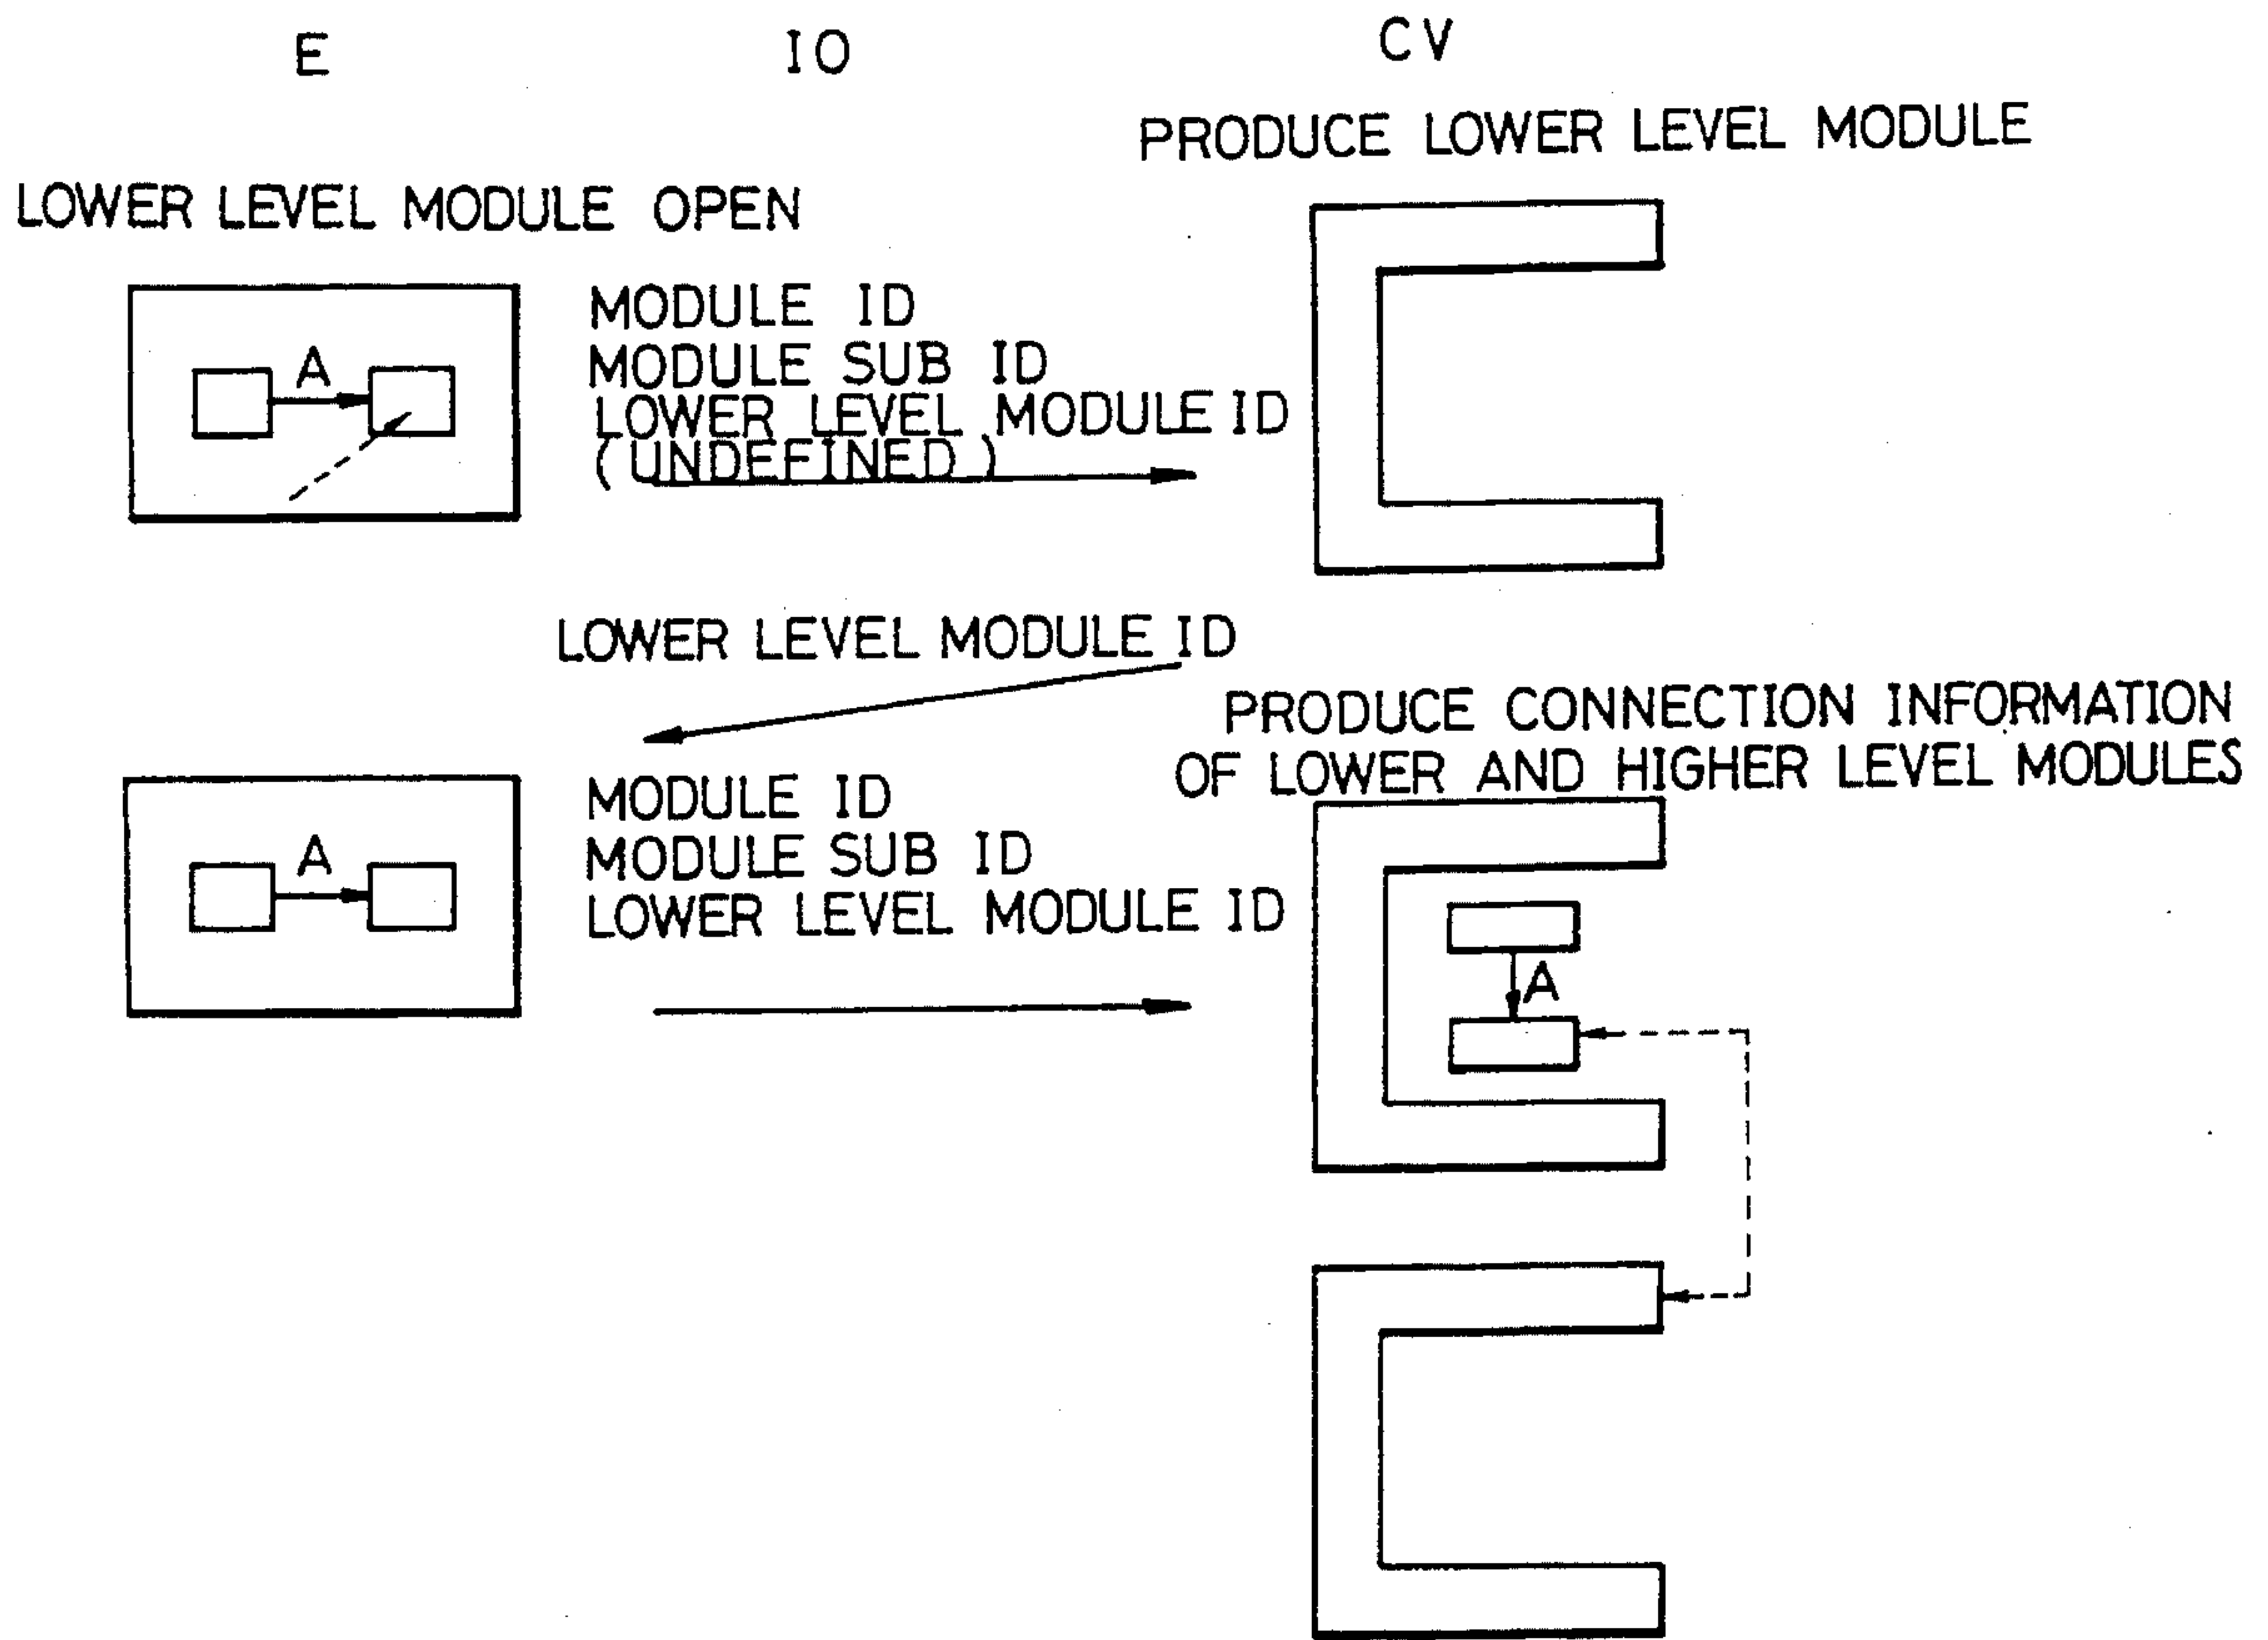 E
IO
CV
PRODUCE LOWER LEVEL MODULE
LOWER LEVEL MODULE OPEN
A
MODULE ID
MODULE SUB ID
LOWER LEVEL MODULE ID
(UNDEFINED)
LOWER LEVEL MODULE ID
PRODUCE CONNECTION INFORMATION
OF LOWER AND HIGHER LEVEL MODULES
A
MODULE ID
MODULE SUB ID
LOWER LEVEL MODULE ID
A